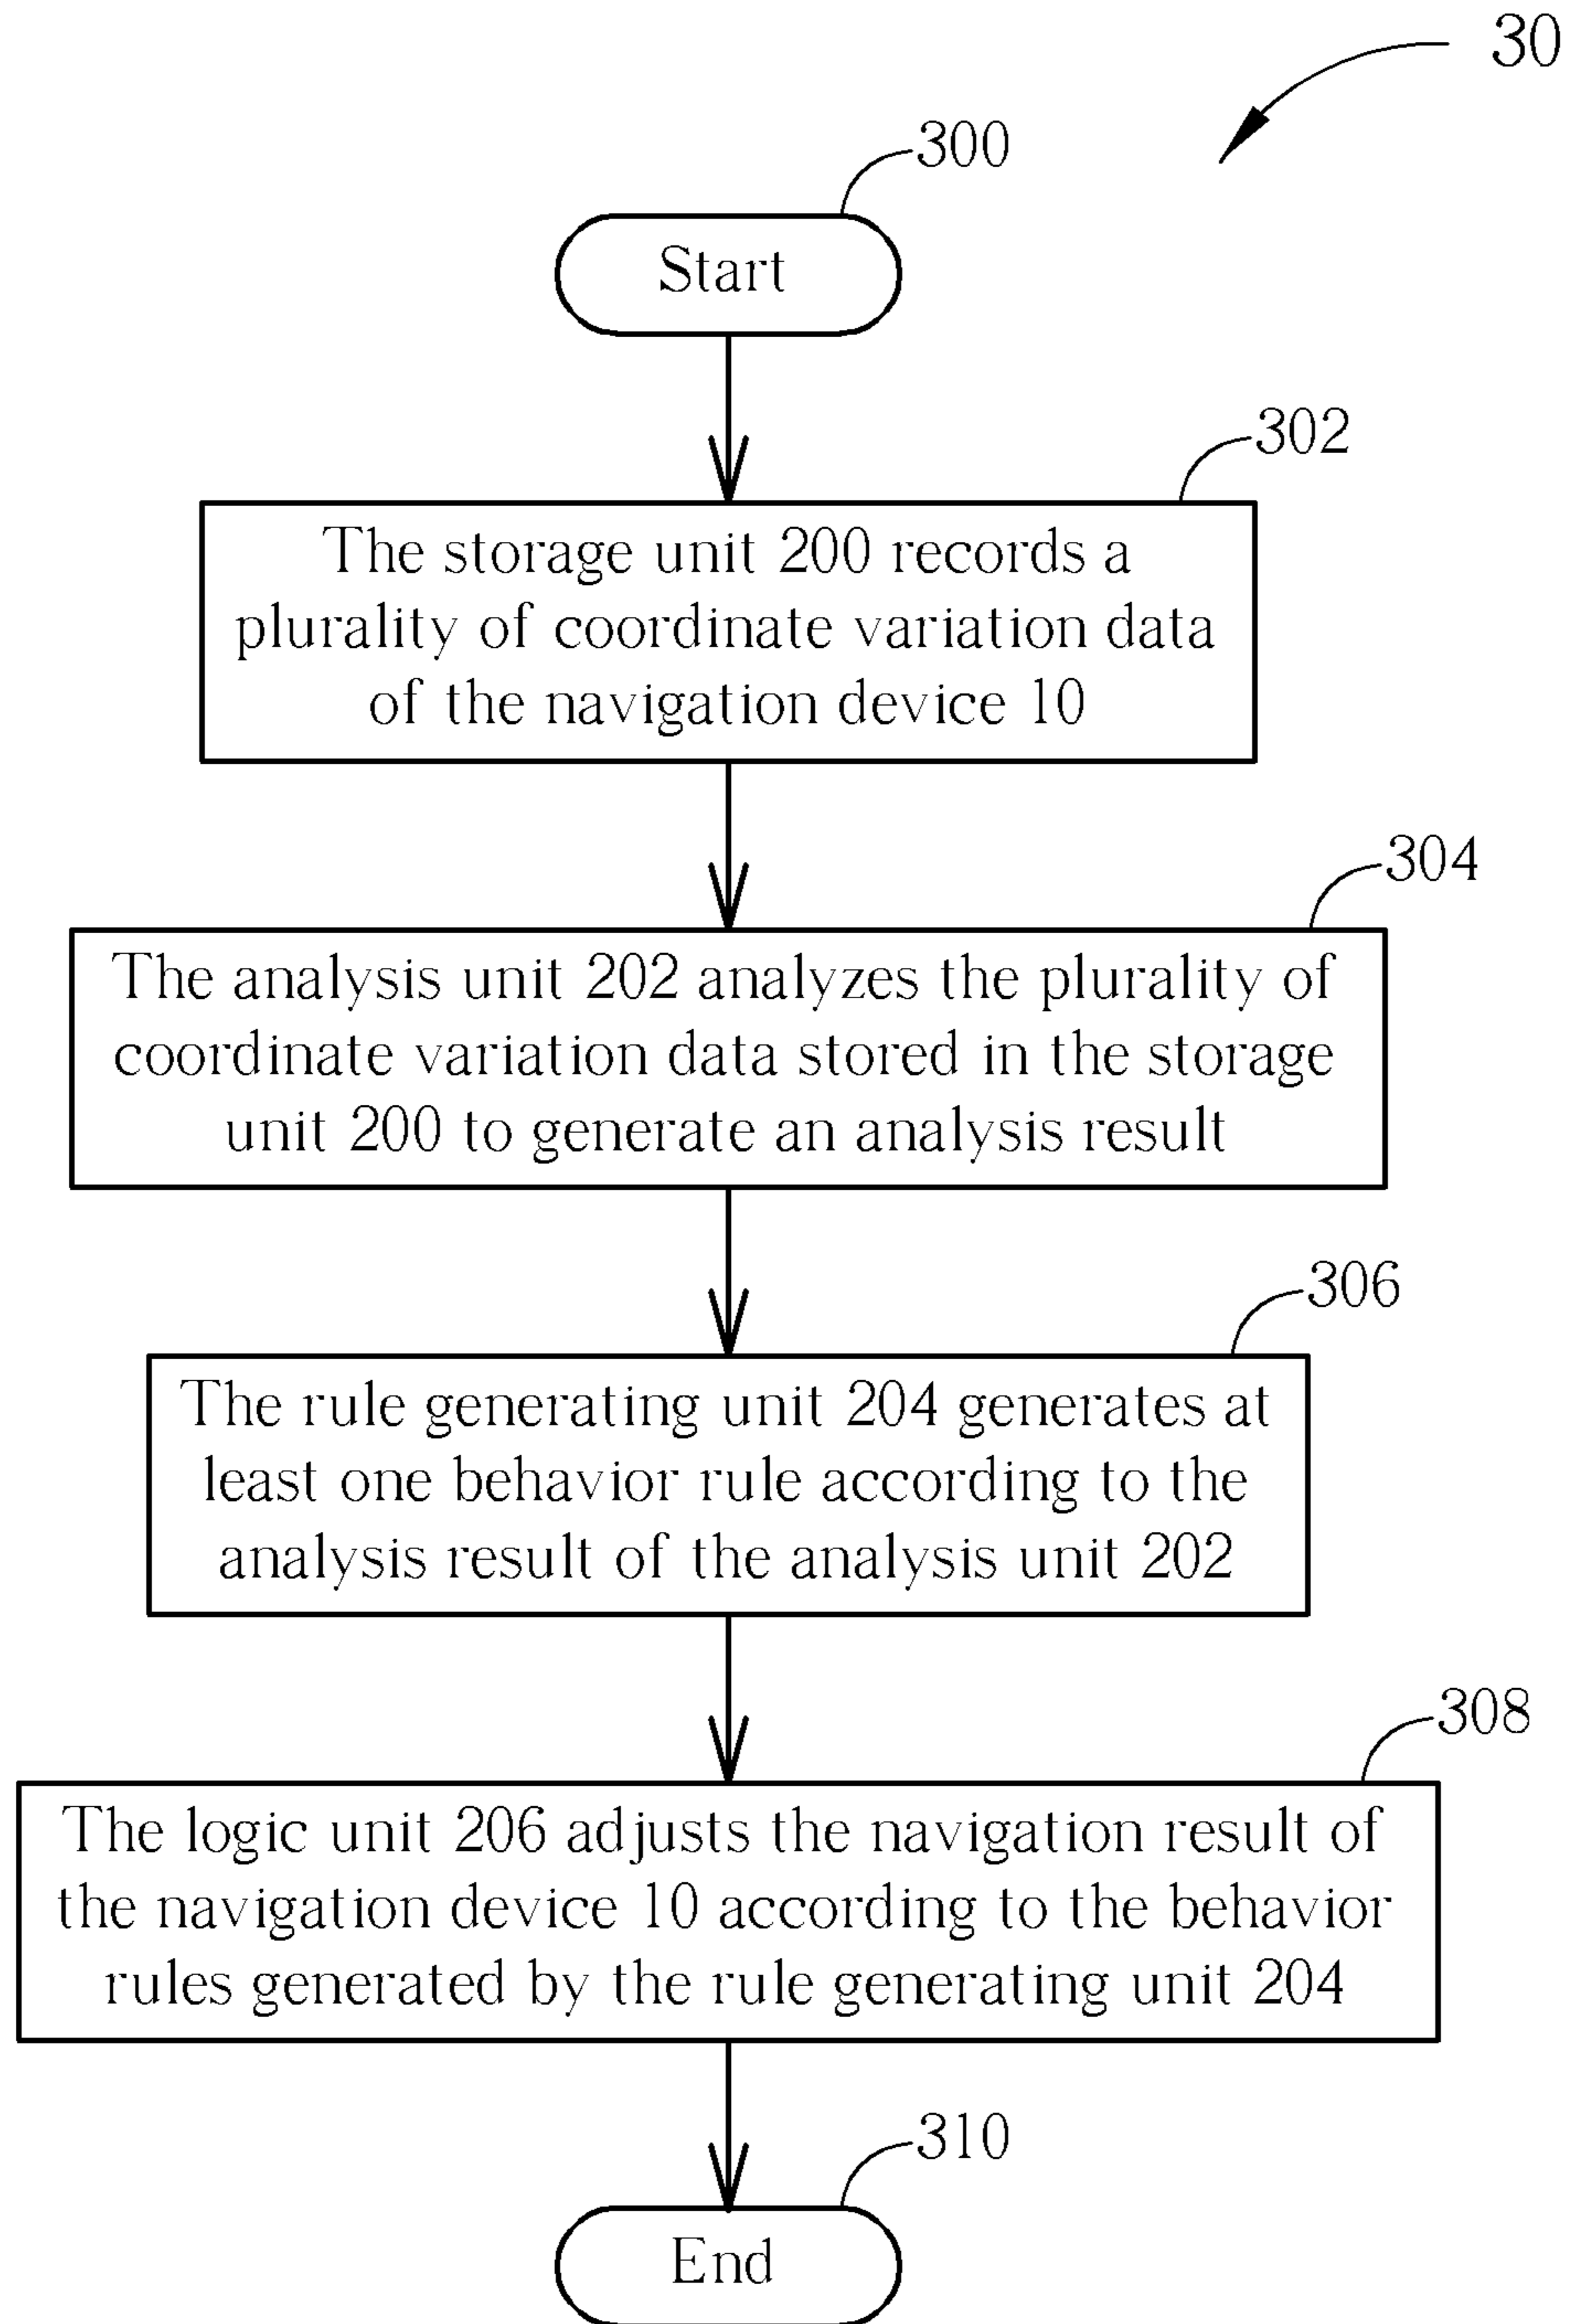 30
300
Start
302
The storage unit 200 records a
plurality of coordinate variation data
of the navigation device 10
304
The analysis unit 202 analyzes the plurality of
coordinate variation data stored in the storage
unit 200 to generate an analysis result
306
The rule generating unit 204 generates at
least one behavior rule according to the
analysis result of the analysis unit 202
308
The logic unit 206 adjusts the navigation result of
the navigation device 10 according to the behavior
rules generated by the rule generating unit 204
310
End